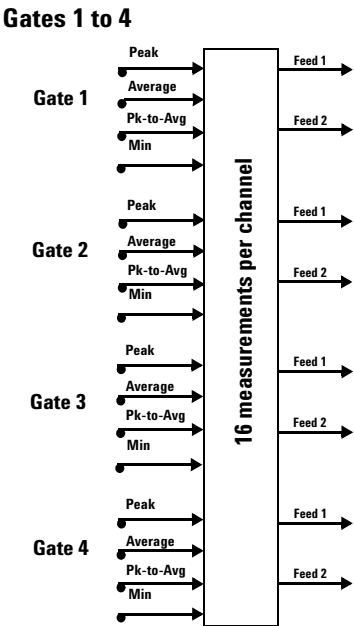 Gates 1 to 4
Peak
Feed 1
Gate 1
Average
Pk-to-Avg
Feed 2
Min
Peak
Feed 1
Gate 2
Average
Pk-to-Avg
Feed 2
Min
16 measurements per channel
Peak
Feed 1
Gate 3
Average
Pk-to-Avg
Feed 2
Min
Peak
Feed 1
Gate 4
Average
Pk-to-Avg
Feed 2
Min